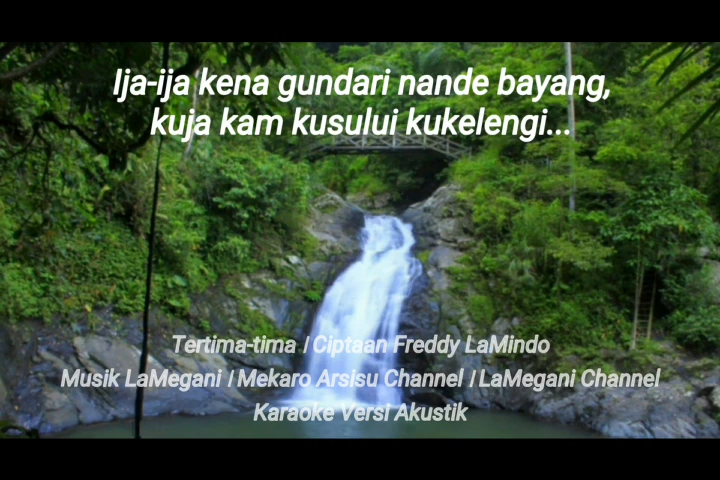 Ija-ija kena gundari nande bayang,
kuja kam kusului kukelengi...
Tertima-tima / Ciptaan Freddy LaMindo
Musik LaMegani / Mekaro Arsisu Channel / LaMegani Channel
Karaoke Versi Akustik